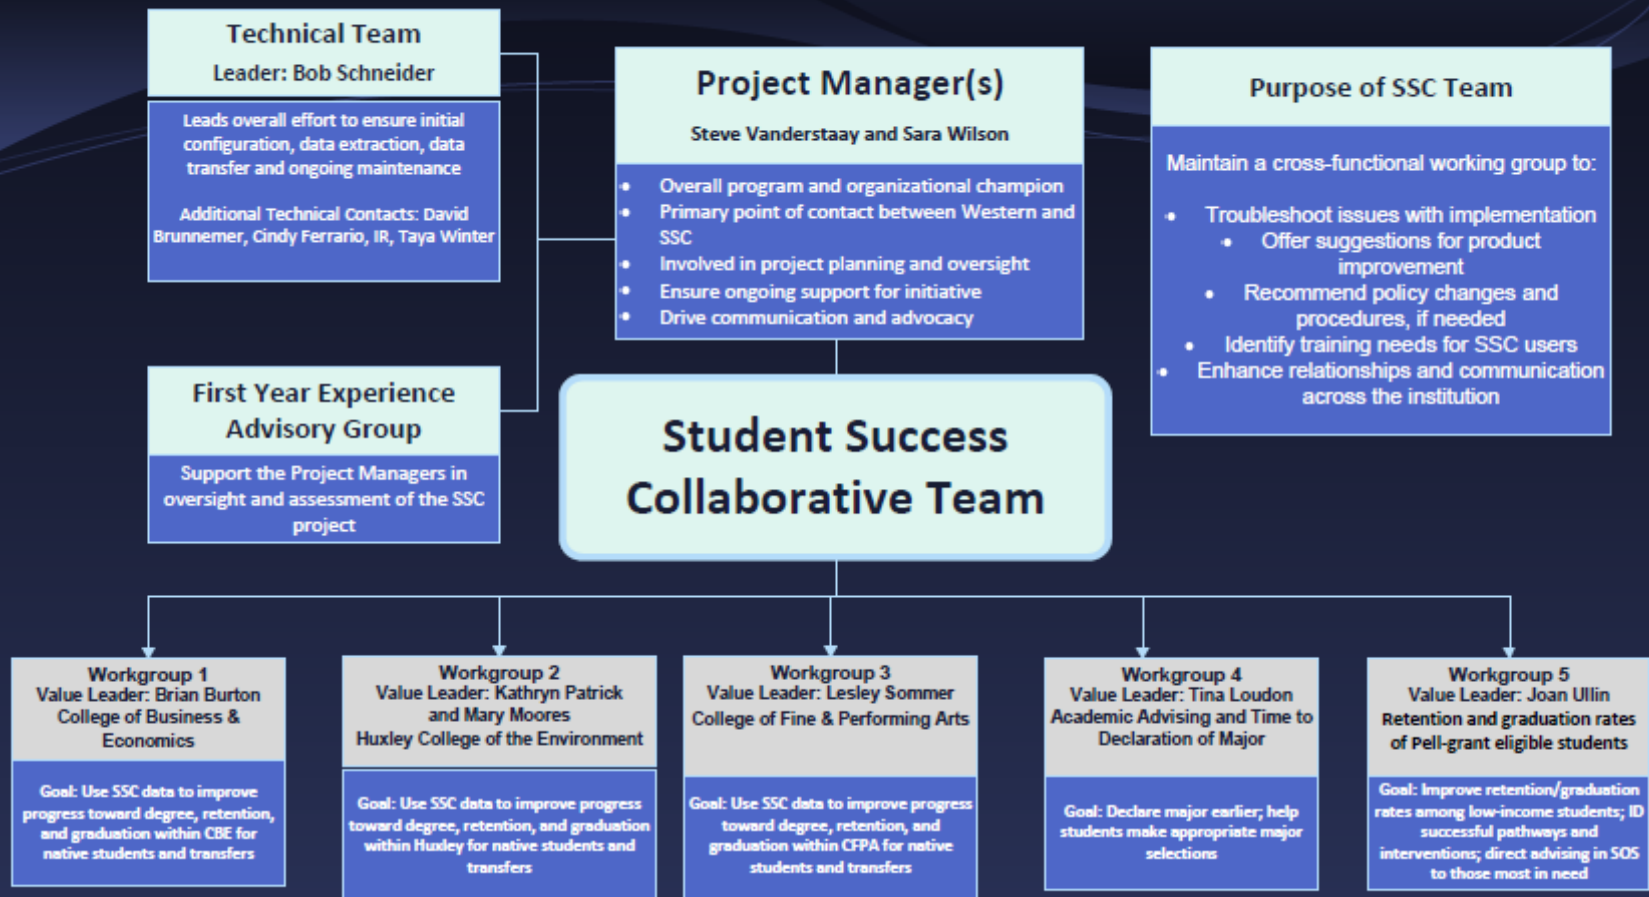 Technical Team
Leader: Bob Schneider
Leads overall effort to ensure initial
configuration, data extraction, data
transfer and ongoing maintenance
Additional Technical Contacts: David
Brunnemer, Cindy Ferrario, IR, Taya Winter
Project Manager(s)
Steve Vanderstaay and Sara Wilson
• Overall program and organizational champion
• Primary point of contact between Western and
SSC
• Involved in project planning and oversight
• Ensure ongoing support for initiative
• Drive communication and advocacy
Purpose of SSC Team
Maintain a cross-functional working group to:
• Troubleshoot issues with implementation
• Offer suggestions for product
improvement
• Recommend policy changes and
procedures, if needed
• Identify training needs for SSC users
• Enhance relationships and communication
across the institution
First Year Experience
Advisory Group
Support the Project Managers in
oversight and assessment of the SSC
project
Student Success
Collaborative Team
Workgroup 1
Value Leader: Brian Burton
College of Business &
Economics
Goal: Use SSC data to improve
progress toward degree, retention,
and graduation within CBE for
native students and transfers
Workgroup 2
Value Leader: Kathryn Patrick
and Mary Moores
Huxley College of the Environment
Goal: Use SSC data to improve progress
toward degree, retention, and graduation
within Huxley for native students and
transfers
Workgroup 3
Value Leader: Lesley Sommer
College of Fine & Performing Arts
Goal: Use SSC data to improve progress
toward degree, retention, and
graduation within CFPA for native
students and transfers
Workgroup 4
Value Leader: Tina Loudon
Academic Advising and Time to
Declaration of Major
Goal: Declare major earlier; help
students make appropriate major
selections
Workgroup 5
Value Leader: Joan Ullin
Retention and graduation rates
of Pell-grant eligible students
Goal: Improve retention/graduation
rates among low-income students; ID
successful pathways and
interventions; direct advising in SOS
to those most in need